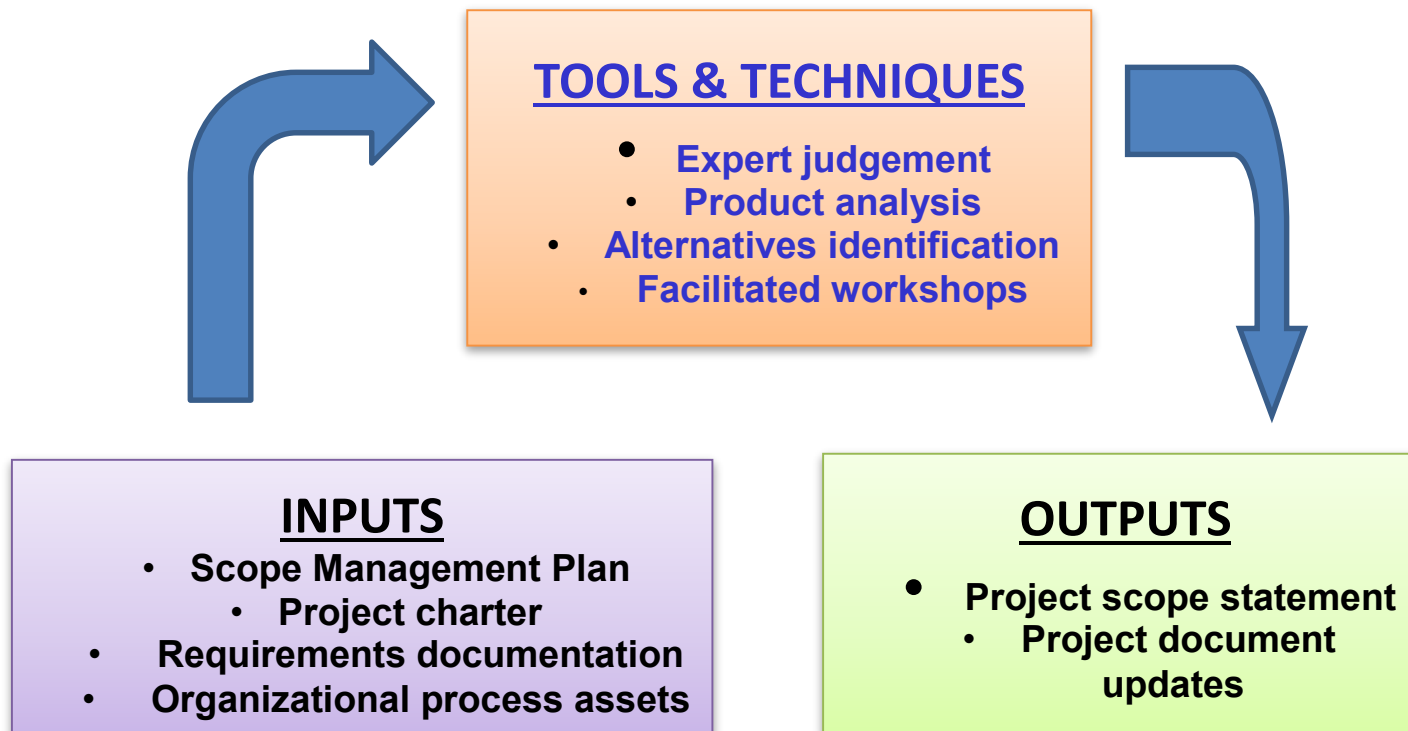 TOOLS & TECHNIQUES
• Expert judgement
• Product analysis
• Alternatives identification
• Facilitated workshops
INPUTS
• Scope Management Plan
• Project charter
• Requirements documentation
• Organizational process assets
OUTPUTS
• Project scope statement
• Project document
updates